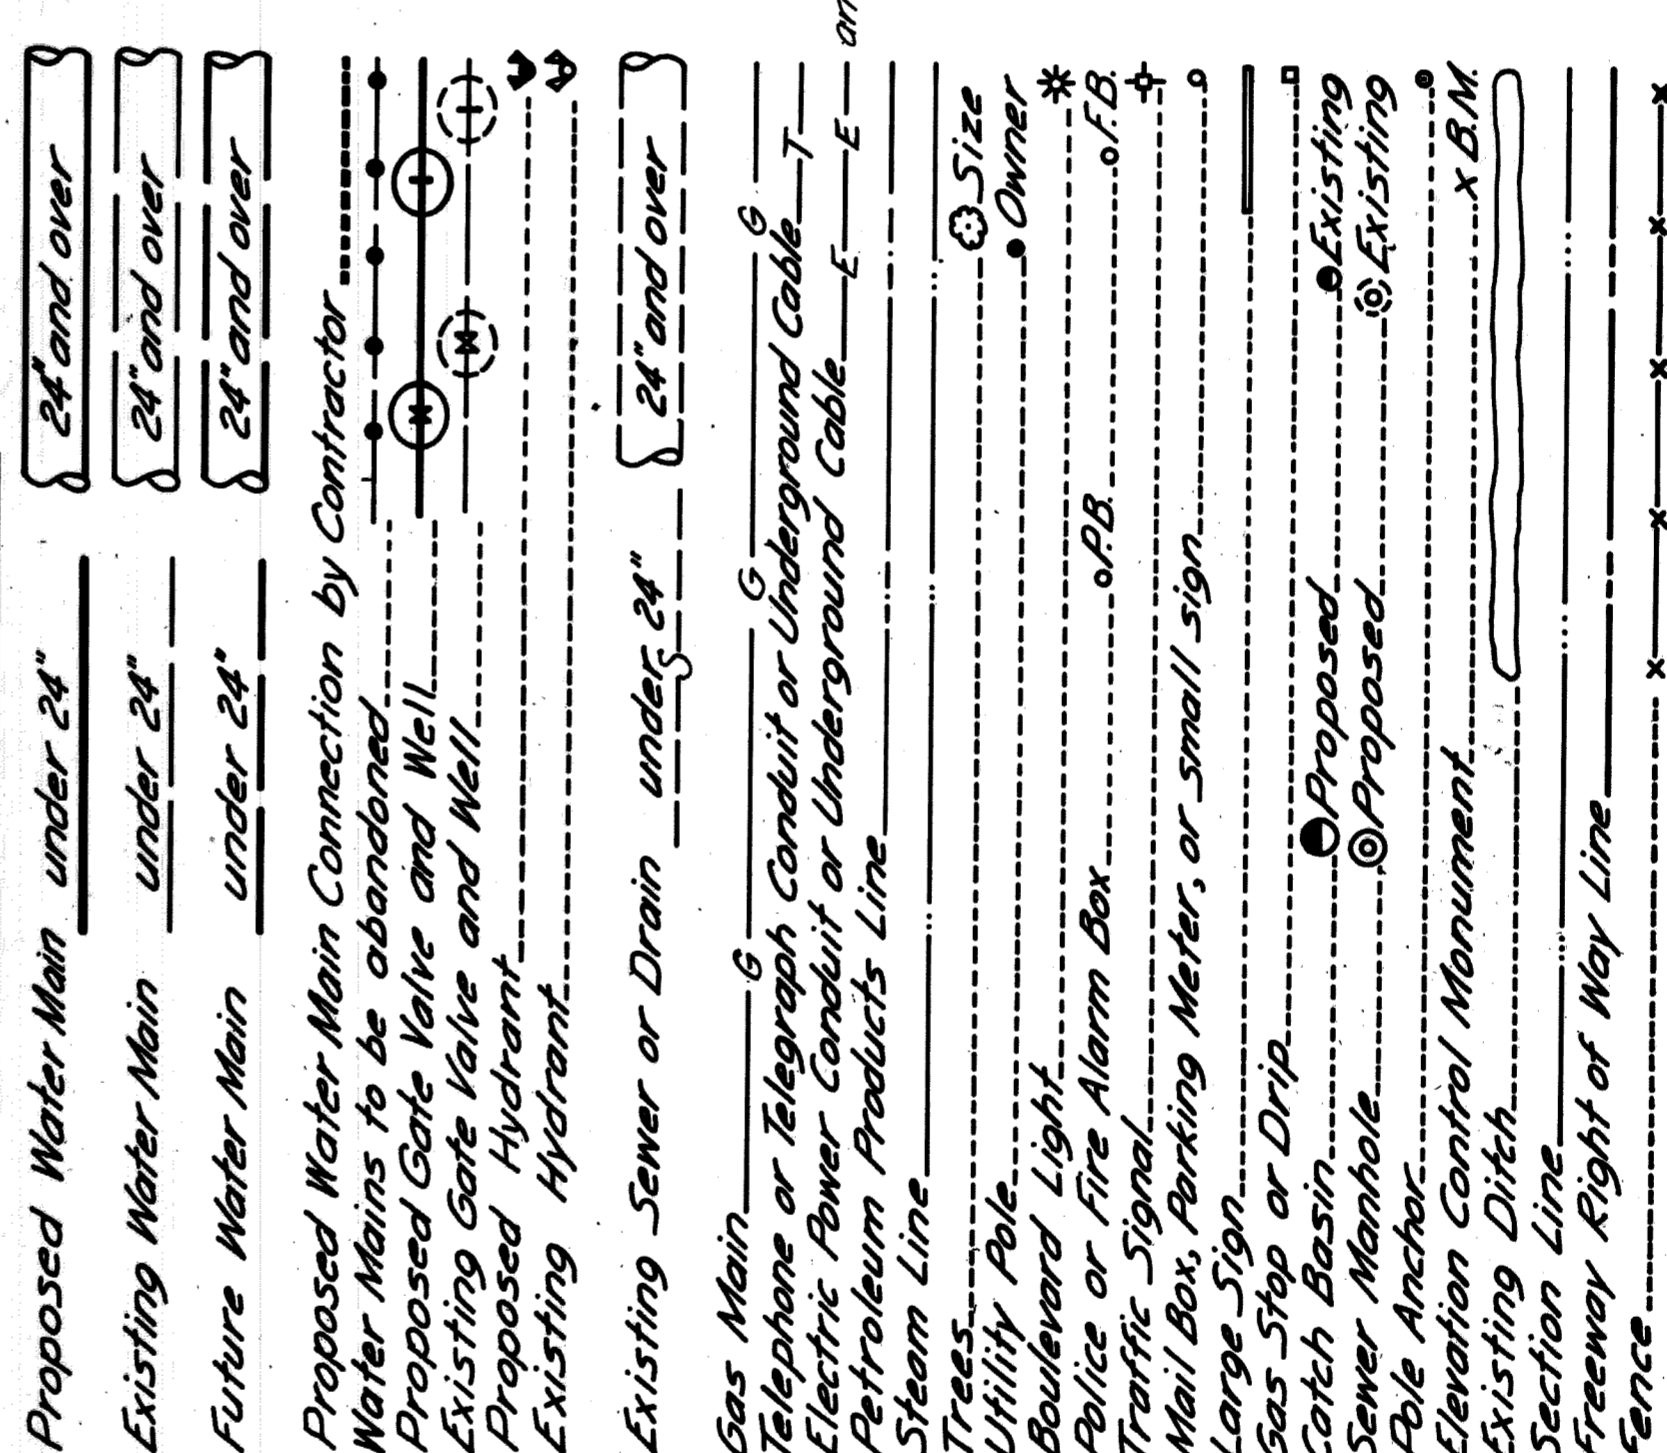 Proposed Water Main under 24" 24" and over
Existing Water Main under 24" 24" and over
Future Water Main under 24" 24" and over
Proposed Water Main Connection by Contractor
Water Mains to be abandoned
Proposed Gate Valve and Well
Existing Gate Valve and Well
Proposed Hydrant
Existing Hydrant
Existing Sewer or Drain under 24" 24" and over
S
Gas Main G G G
Telephone or Telegraph Conduit or Underground Cable T
Electric Power Conduit or Underground Cable E E
Petroleum Products Line
Steam Line
Trees Size
Utility Pole Owner
Boulevard Light
Police or Fire Alarm Box P.B. F.B.
Traffic Signal
Mail Box, Parking Meter, or small sign
Large Sign
Gas Stop or Drip
Catch Basin Proposed Existing
Sewer Manhole Proposed Existing
Pole Anchor
Elevation Control Monument x B.M.
Existing Ditch
Section Line
Freeway Right of Way Line
Fence x x x x x